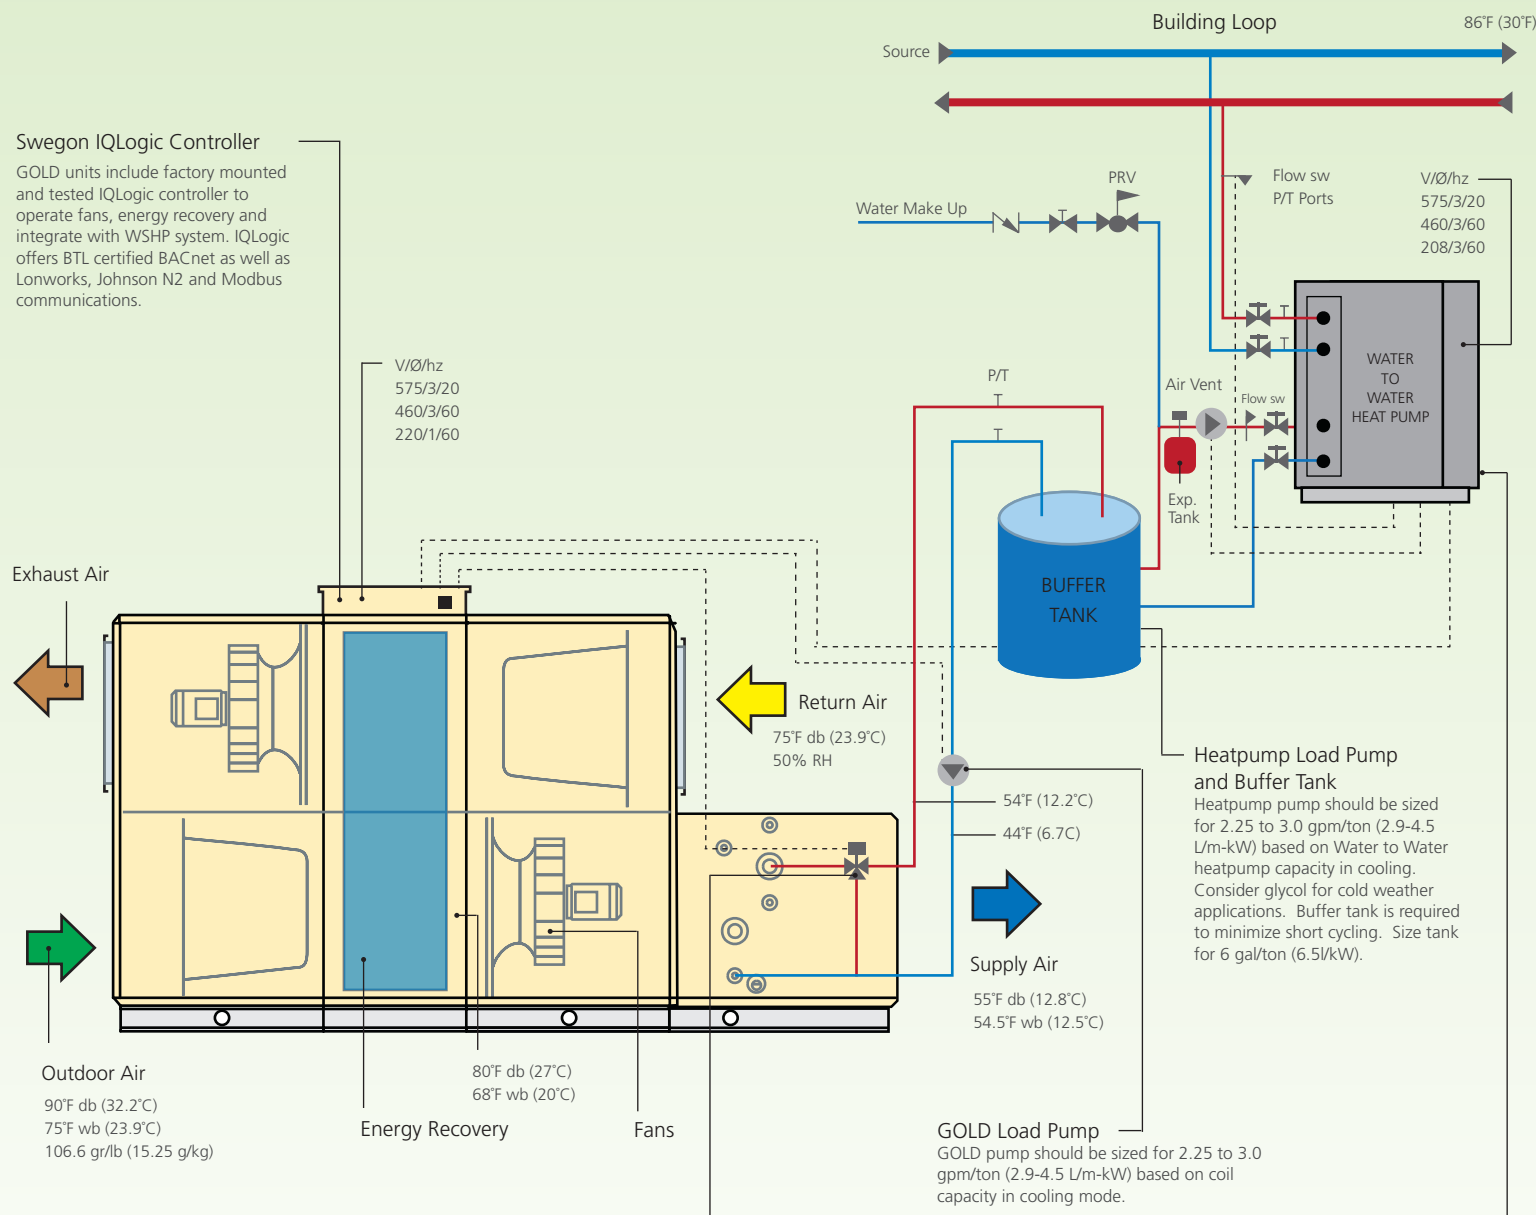 Building Loop
86˚F (30˚F)
Source
Swegon IQLogic Controller
GOLD units include factory mounted
and tested IQLogic controller to
operate fans, energy recovery and
integrate with WSHP system. IQLogic
offers BTL certified BACnet as well as
Lonworks, Johnson N2 and Modbus
communications.
PRV
Water Make Up
Flow sw
P/T Ports
V/Ø/hz
575/3/20
460/3/60
208/3/60
V/Ø/hz
575/3/20
460/3/60
220/1/60
P/T
Air Vent
Flow sw
WATER
TO
WATER
HEAT PUMP
Exp.
Tank
BUFFER
TANK
Exhaust Air
Return Air
75˚F db (23.9˚C)
50% RH
54˚F (12.2˚C)
44˚F (6.7C)
Heatpump Load Pump
and Buffer Tank
Heatpump pump should be sized
for 2.25 to 3.0 gpm/ton (2.9-4.5
L/m-kW) based on Water to Water
heatpump capacity in cooling.
Consider glycol for cold weather
applications. Buffer tank is required
to minimize short cycling. Size tank
for 6 gal/ton (6.5l/kW).
Supply Air
55˚F db (12.8˚C)
54.5˚F wb (12.5˚C)
Outdoor Air
90˚F db (32.2˚C)
75˚F wb (23.9˚C)
106.6 gr/lb (15.25 g/kg)
80˚F db (27˚C)
68˚F wb (20˚C)
Energy Recovery
Fans
GOLD Load Pump
GOLD pump should be sized for 2.25 to 3.0
gpm/ton (2.9-4.5 L/m-kW) based on coil
capacity in cooling mode.